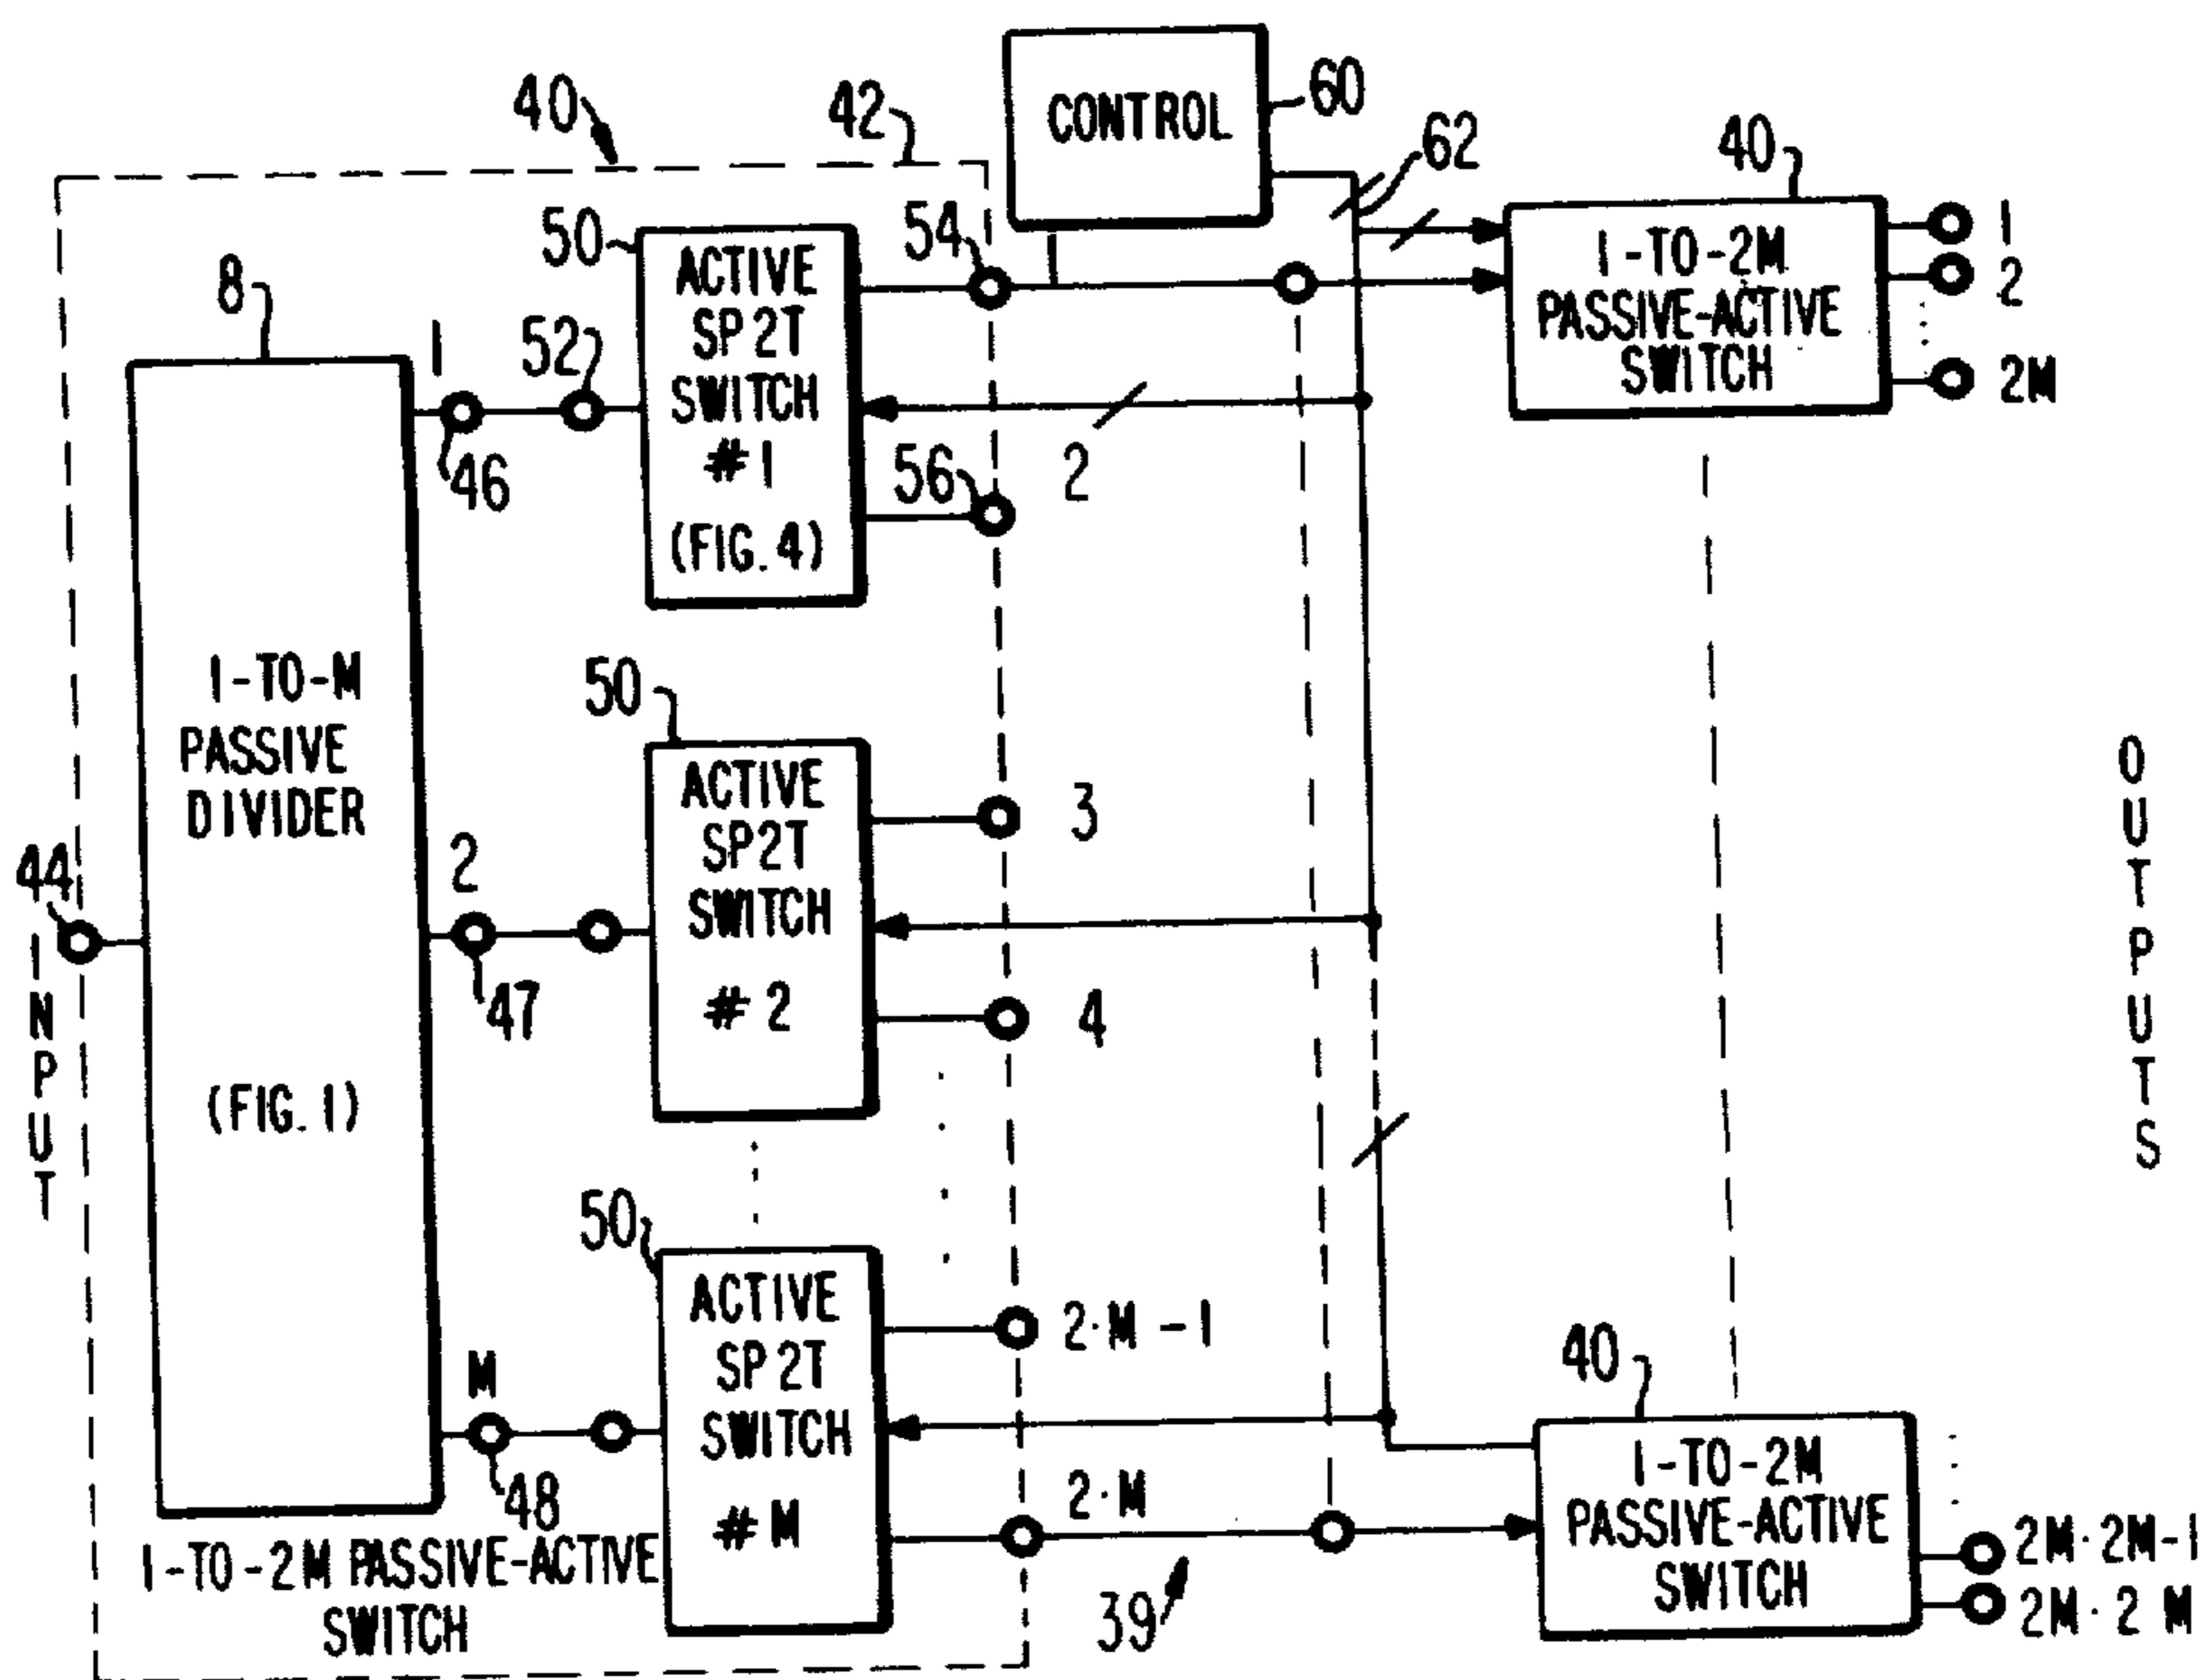 40
42
CONTROL
60
62
40
8
50
ACTIVE
SP2T
SWITCH
#1
(FIG. 4)
54
56
1
52
46
2
1-TO-2M
PASSIVE-ACTIVE
SWITCH
1
2
2M
1-TO-M
PASSIVE
DIVIDER
(FIG. 1)
44
INPUT
2
47
50
ACTIVE
SP2T
SWITCH
#2
3
4
OUTPUTS
M
48
50
ACTIVE
SP2T
SWITCH
#M
2·M-1
2·M
39
40
1-TO-2M
PASSIVE-ACTIVE
SWITCH
2M·2M-1
2M·2M
1-TO-2M PASSIVE-ACTIVE
SWITCH